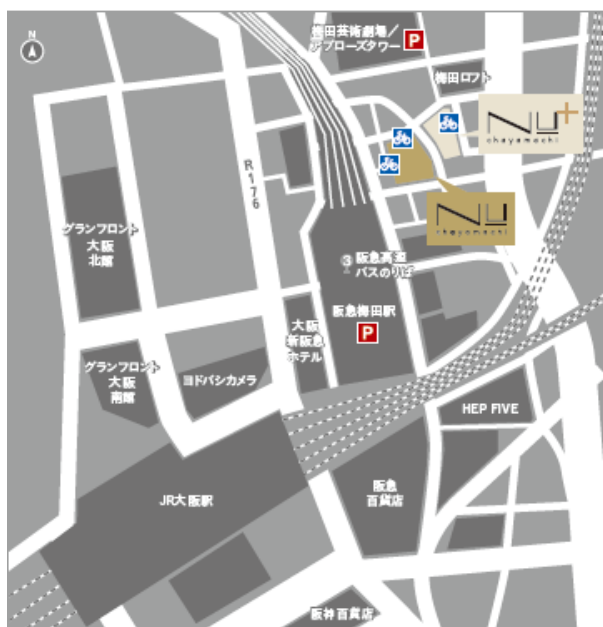 N
梅田芸術劇場／
アプローズタワー
P
梅田ロフト
NU+
chayamachi
NU
chayamachi
R176
グランフロント
大阪
北館
3
阪急高速
バスのりば
阪急梅田駅
P
大阪
新阪急
ホテル
グランフロント
大阪
南館
ヨドバシカメラ
HEP FIVE
阪急
百貨店
JR大阪駅
阪神百貨店